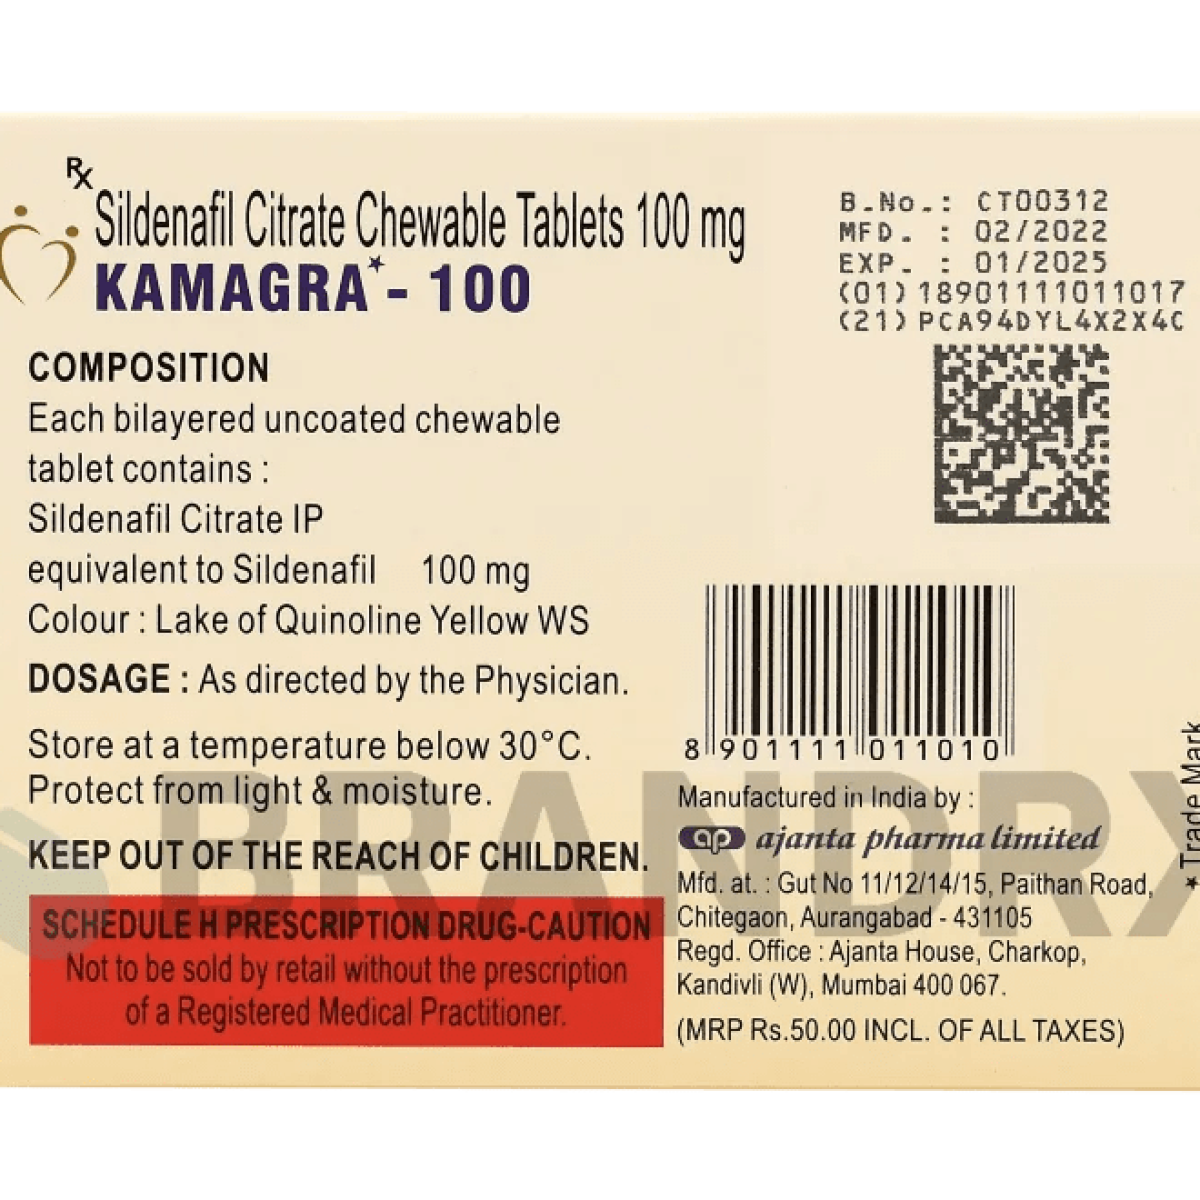 Rx
Sildenafil Citrate Chewable Tablets 100 mg
KAMAGRA★- 100
COMPOSITION
Each bilayered uncoated chewable
tablet contains :
Sildenafil Citrate IP
equivalent to Sildenafil 100 mg
Colour : Lake of Quinoline Yellow WS
DOSAGE : As directed by the Physician.
Store at a temperature below 30°C.
Protect from light & moisture.
KEEP OUT OF THE REACH OF CHILDREN.
SCHEDULE H PRESCRIPTION DRUG-CAUTION
Not to be sold by retail without the prescription
of a Registered Medical Practitioner.
B.No.: CT00312
MFD. : 02/2022
EXP. : 01/2025
(01)18901111011017
(21)PCA94DYL4X2X4C
8 901111 011010
Manufactured in India by :
ap ajanta pharma limited
Mfd. at. : Gut No 11/12/14/15, Paithan Road,
Chitegaon, Aurangabad - 431105
Regd. Office : Ajanta House, Charkop,
Kandivli (W), Mumbai 400 067.
(MRP Rs.50.00 INCL. OF ALL TAXES)
★Trade Mark
BRANDRX